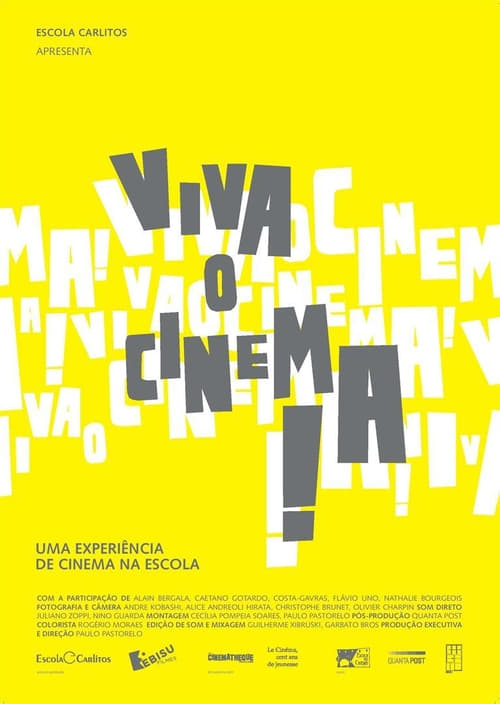 ESCOLA CARLITOS
APRESENTA
VIVA
O
CINEMA
!
UMA EXPERIÊNCIA
DE CINEMA NA ESCOLA
COM A PARTICIPAÇÃO DE ALAIN BERGALA, CAETANO GOTARDO, COSTA-GAVRAS, FLÁVIO UNO, NATHALIE BOURGEOIS
FOTOGRAFIA E CÂMERA ANDRE KOBASHI, ALICE ANDREOLI HIRATA, CHRISTOPHE BRUNET, OLIVIER CHARPIN SOM DIRETO
JULIANO ZOPPI, NINO GUARDA MONTAGEM CECÍLIA POMPEIA SOARES, PAULO PASTORELO PÓS-PRODUÇÃO QUANTA POST
COLORISTA ROGÉRIO MORAES EDIÇÃO DE SOM E MIXAGEM GUILHERME XIBRUSKI, GARBATO BROS PRODUÇÃO EXECUTIVA
E DIREÇÃO PAULO PASTORELO
ESCOLA CARLITOS
EBISU
FILMES
CINEMATHEQUE
Le Cinéma,
cent ans
de jeunesse
QUANTA POST